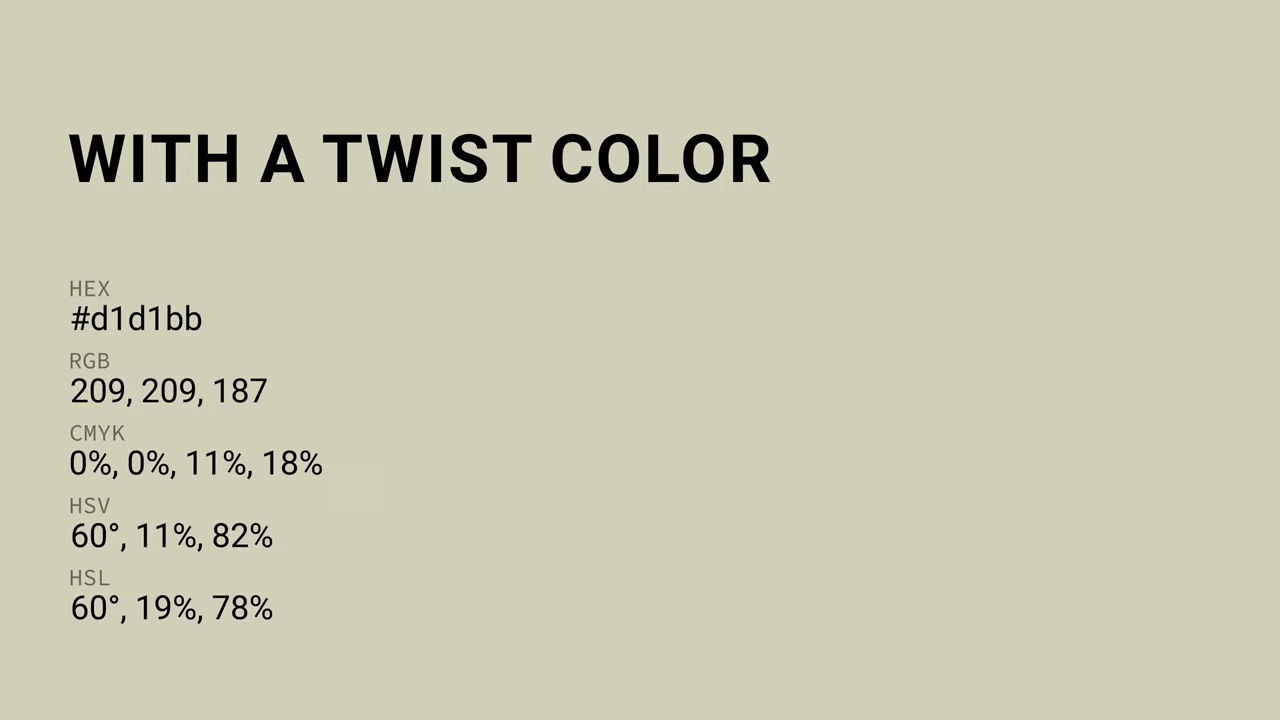 WITH A TWIST COLOR
HEX
#d1d1bb
RGB
209, 209, 187
CMYK
0%, 0%, 11%, 18%
HSV
60°, 11%, 82%
HSL
60°, 19%, 78%